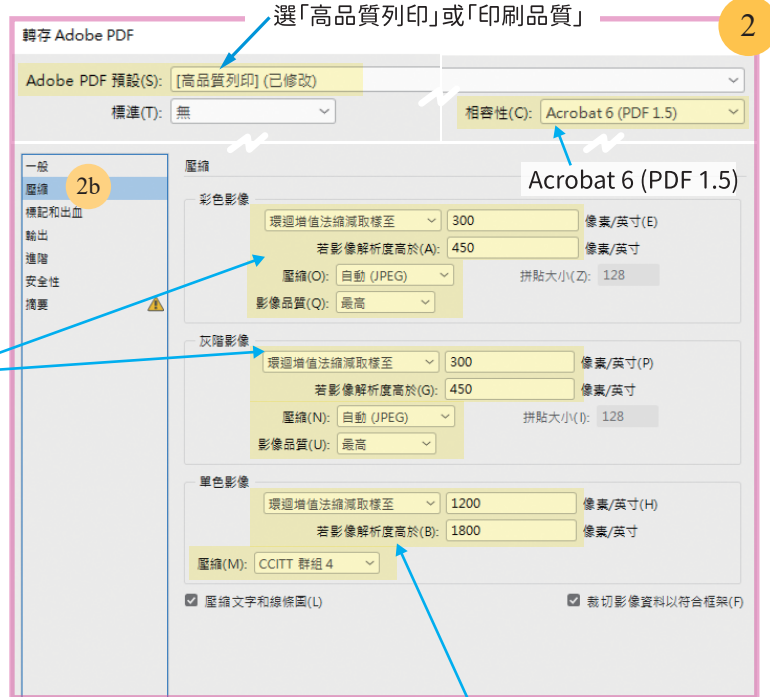 選「高品質列印」或「印刷品質」
2
轉存 Adobe PDF
Adobe PDF 預設(S): [高品質列印] (已修改)
標準(T): 無
相容性(C): Acrobat 6 (PDF 1.5)
Acrobat 6 (PDF 1.5)
一般
壓縮
2b
標記和出血
輸出
進階
安全性
摘要
壓縮
彩色影像
環迴增值法縮減取樣至 300 像素/英寸(E)
若影像解析度高於(A): 450 像素/英寸
壓縮(O): 自動 (JPEG) 拼貼大小(Z): 128
影像品質(Q): 最高
灰階影像
環迴增值法縮減取樣至 300 像素/英寸(P)
若影像解析度高於(G): 450 像素/英寸
壓縮(N): 自動 (JPEG) 拼貼大小(I): 128
影像品質(U): 最高
單色影像
環迴增值法縮減取樣至 1200 像素/英寸(H)
若影像解析度高於(B): 1800 像素/英寸
壓縮(M): CCITT 群組 4
壓縮文字和線條圖(L) 裁切影像資料以符合框架(F)